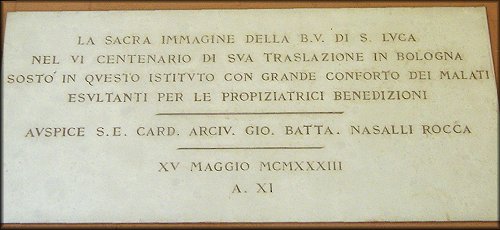 LA SACRA IMMAGINE DELLA B.V. DI S. LVCA
NEL VI CENTENARIO DI SVA TRASLAZIONE IN BOLOGNA
SOSTO' IN QVESTO ISTITVTO CON GRANDE CONFORTO DEI MALATI
ESVLTANTI PER LE PROPIZIATRICI BENEDIZIONI
AVSPICE S.E. CARD. ARCIV. GIO. BATTA. NASALLI ROCCA
XV MAGGIO MCMXXXIII
A. XI